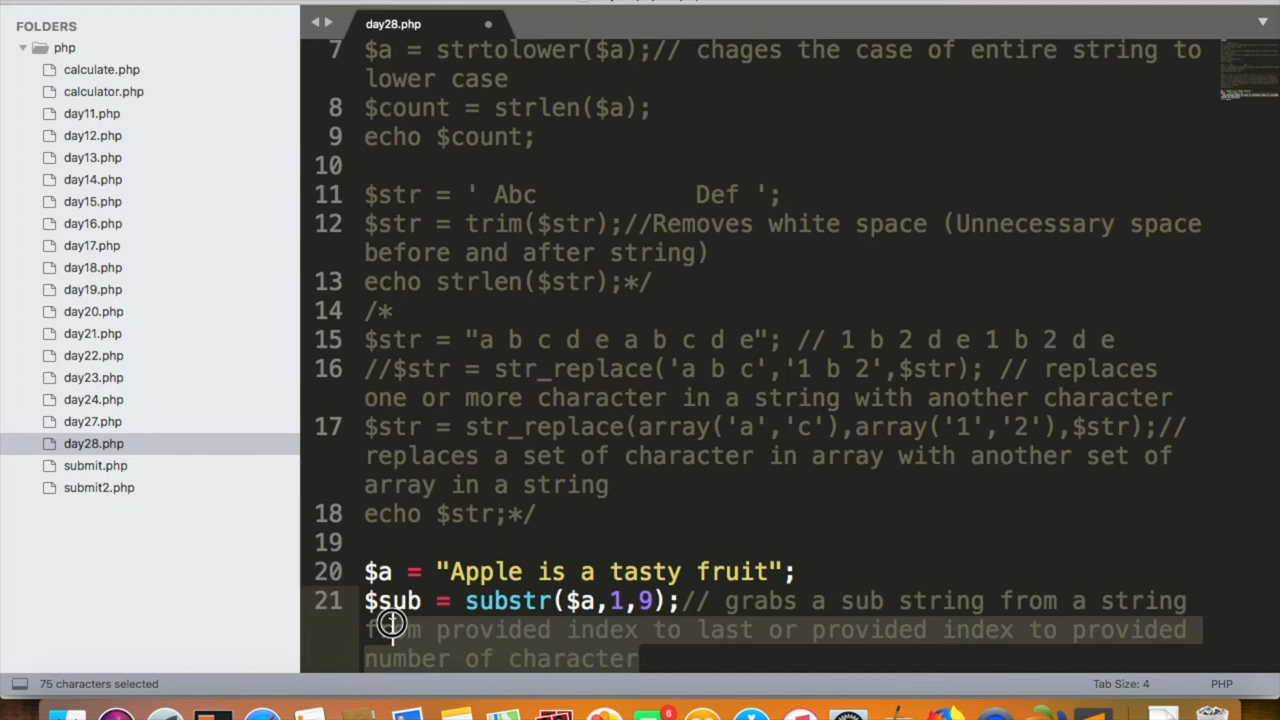 FOLDERS
php
calculate.php
calculator.php
day11.php
day12.php
day13.php
day14.php
day15.php
day16.php
day17.php
day18.php
day19.php
day20.php
day21.php
day22.php
day23.php
day24.php
day27.php
day28.php
submit.php
submit2.php
day28.php
7 $a = strtolower($a);// chages the case of entire string to
lower case
8 $count = strlen($a);
9 echo $count;
10
11 $str = ' Abc           Def ';
12 $str = trim($str);//Removes white space (Unnecessary space
before and after string)
13 echo strlen($str);*/
14 /*
15 $str = "a b c d e a b c d e"; // 1 b 2 d e 1 b 2 d e
16 //$str = str_replace('a b c','1 b 2',$str); // replaces
one or more character in a string with another character
17 $str = str_replace(array('a','c'),array('1','2'),$str);//
replaces a set of character in array with another set of
array in a string
18 echo $str;*/
19
20 $a = "Apple is a tasty fruit";
21 $sub = substr($a,1,9);// grabs a sub string from a string
from provided index to last or provided index to provided
number of character
75 characters selected
Tab Size: 4
PHP
6